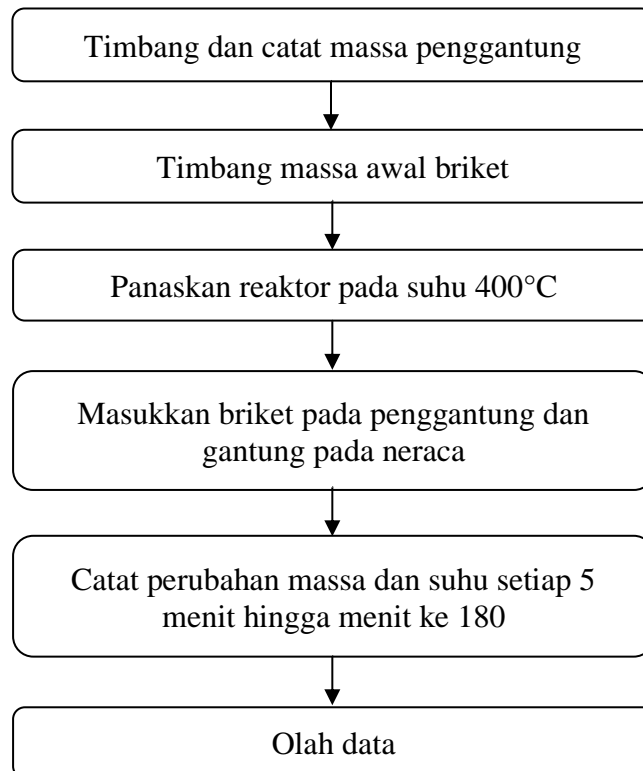 Timbang dan catat massa penggantung
Timbang massa awal briket
Panaskan reaktor pada suhu 400°C
Masukkan briket pada penggantung dan
gantung pada neraca
Catat perubahan massa dan suhu setiap 5
menit hingga menit ke 180
Olah data